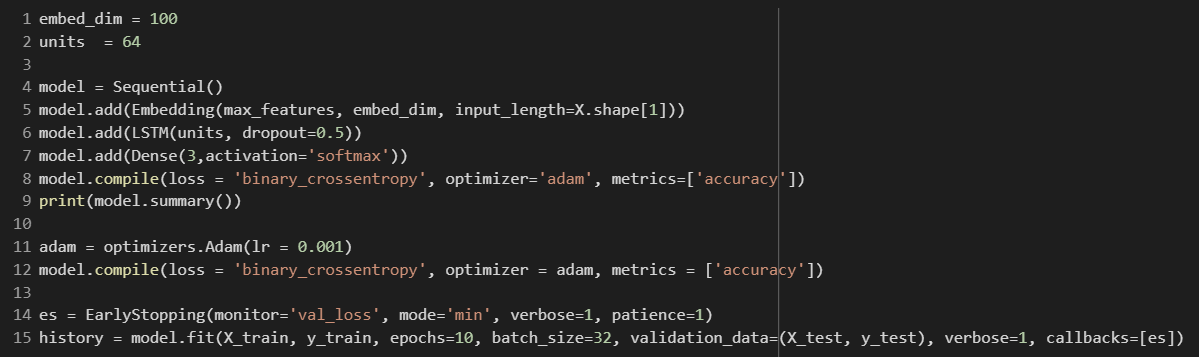 1 embed_dim = 100
2 units  = 64
3
4 model = Sequential()
5 model.add(Embedding(max_features, embed_dim, input_length=X.shape[1]))
6 model.add(LSTM(units, dropout=0.5))
7 model.add(Dense(3,activation='softmax'))
8 model.compile(loss = 'binary_crossentropy', optimizer='adam', metrics=['accuracy'])
9 print(model.summary())
10
11 adam = optimizers.Adam(lr = 0.001)
12 model.compile(loss = 'binary_crossentropy', optimizer = adam, metrics = ['accuracy'])
13
14 es = EarlyStopping(monitor='val_loss', mode='min', verbose=1, patience=1)
15 history = model.fit(X_train, y_train, epochs=10, batch_size=32, validation_data=(X_test, y_test), verbose=1, callbacks=[es])